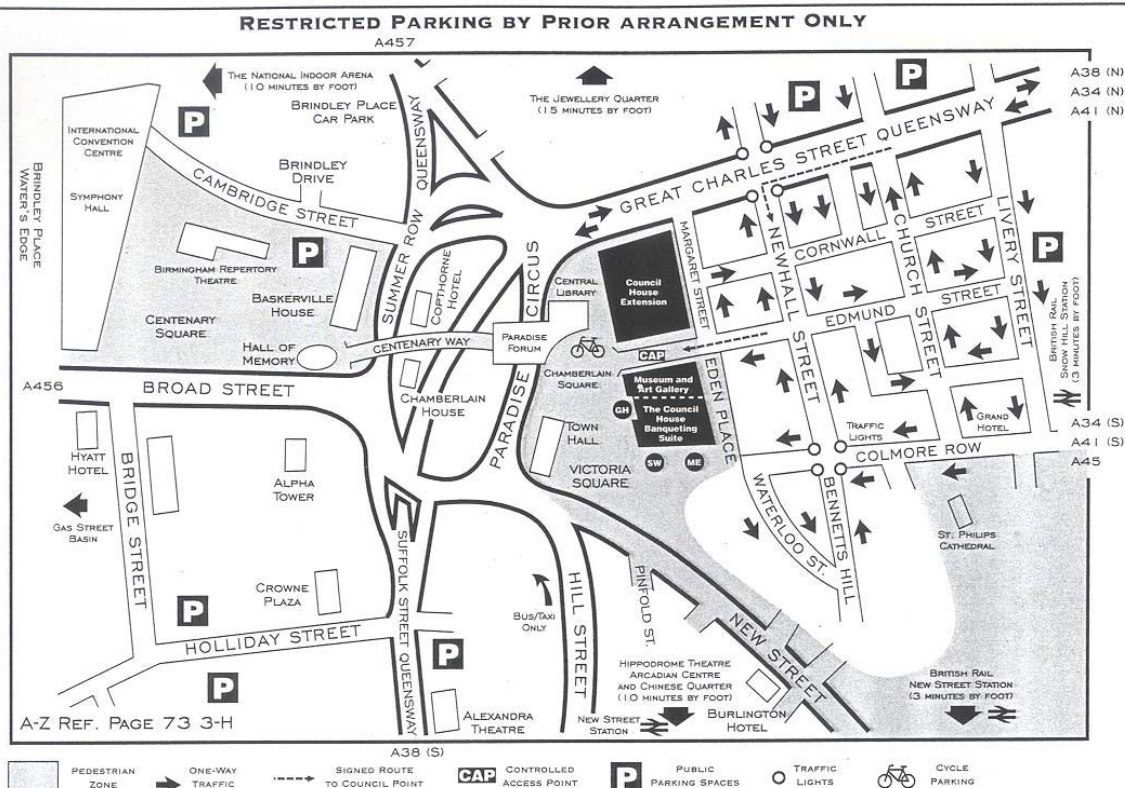 RESTRICTED PARKING BY PRIOR ARRANGEMENT ONLY
A457
THE NATIONAL INDOOR ARENA
(10 MINUTES BY FOOT)
BRINDLEY PLACE
CAR PARK
THE JEWELLERY QUARTER
(15 MINUTES BY FOOT)
P
P
P
A38 (N)
A34 (N)
A41 (N)
INTERNATIONAL
CONVENTION
CENTRE
SYMPHONY
HALL
BRINDLEY PLACE
WATER'S EDGE
BRINDLEY
DRIVE
CAMBRIDGE STREET
SUMMER ROW QUEENSWAY
GREAT CHARLES STREET QUEENSWAY
P
BIRMINGHAM REPERTORY
THEATRE
BASKERVILLE
HOUSE
CENTENARY
SQUARE
HALL OF
MEMORY
COPTHORNE
HOTEL
CENTENARY WAY
PARADISE CIRCUS
CENTRAL
LIBRARY
PARADISE
FORUM
Council
House
Extension
MARGARET STREET
NEWHALL STREET
CORNWALL STREET
CHURCH STREET
LIVERY STREET
P
EDMUND STREET
BRITISH RAIL
SNOW HILL STATION
(3 MINUTES BY FOOT)
CAP
CHAMBERLAIN
SQUARE
Museum and
Art Gallery
The Council
House
Banqueting
Suite
GH
SW
ME
EDEN PLACE
A456
BROAD STREET
CHAMBERLAIN
HOUSE
TOWN
HALL
VICTORIA
SQUARE
TRAFFIC
LIGHTS
GRAND
HOTEL
COLMORE ROW
A34 (S)
A41 (S)
A45
HYATT
HOTEL
GAS STREET
BASIN
BRIDGE STREET
ALPHA
TOWER
WATERLOO ST.
BENNETTS HILL
ST. PHILIPS
CATHEDRAL
CROWNE
PLAZA
P
HOLLIDAY STREET
P
SUFFOLK STREET QUEENSWAY
P
BUS/TAXI
ONLY
HILL STREET
PINFOLD ST.
NEW STREET
HIPPODROME THEATRE
ARCADIAN CENTRE
AND CHINESE QUARTER
(10 MINUTES BY FOOT)
BRITISH RAIL
NEW STREET STATION
(3 MINUTES BY FOOT)
ALEXANDRA
THEATRE
NEW STREET
STATION
BURLINGTON
HOTEL
A-Z REF. PAGE 73 3-H
A38 (S)
PEDESTRIAN
ZONE
ONE-WAY
TRAFFIC
SIGNED ROUTE
TO COUNCIL POINT
CAP
CONTROLLED
ACCESS POINT
P
PUBLIC
PARKING SPACES
TRAFFIC
LIGHTS
CYCLE
PARKING